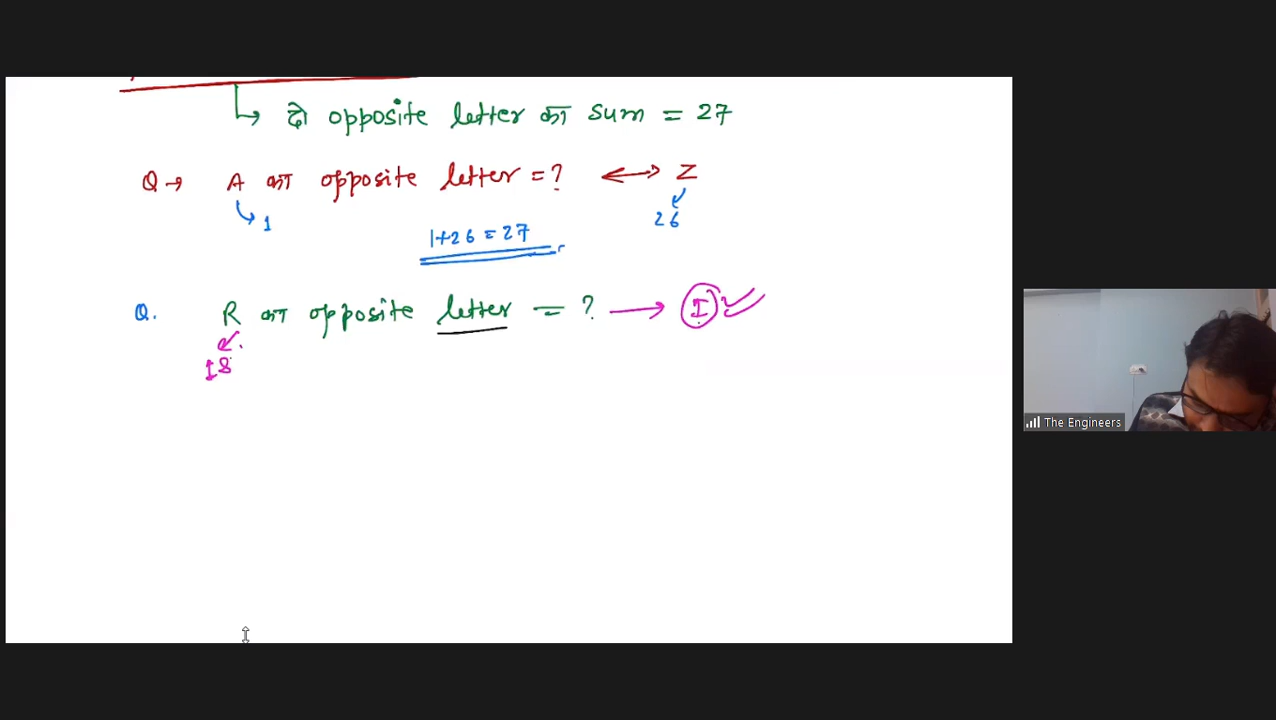 दो opposite letter का sum = 27
Q → A का opposite letter = ? ↔ Z
1 26
1+26 = 27
Q. R का opposite letter = ? → I
18
The Engineers